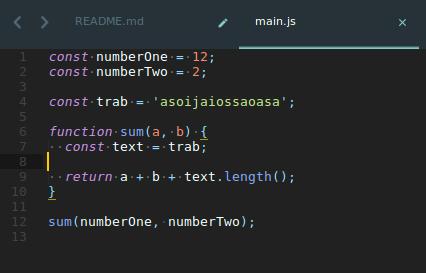 README.md
main.js
1 const numberOne = 12;
2 const numberTwo = 2;
3
4 const trab = 'asoijaiossaoasa';
5
6 function sum(a, b) {
7   const text = trab;
8
9   return a + b + text.length();
10 }
11
12 sum(numberOne, numberTwo);
13